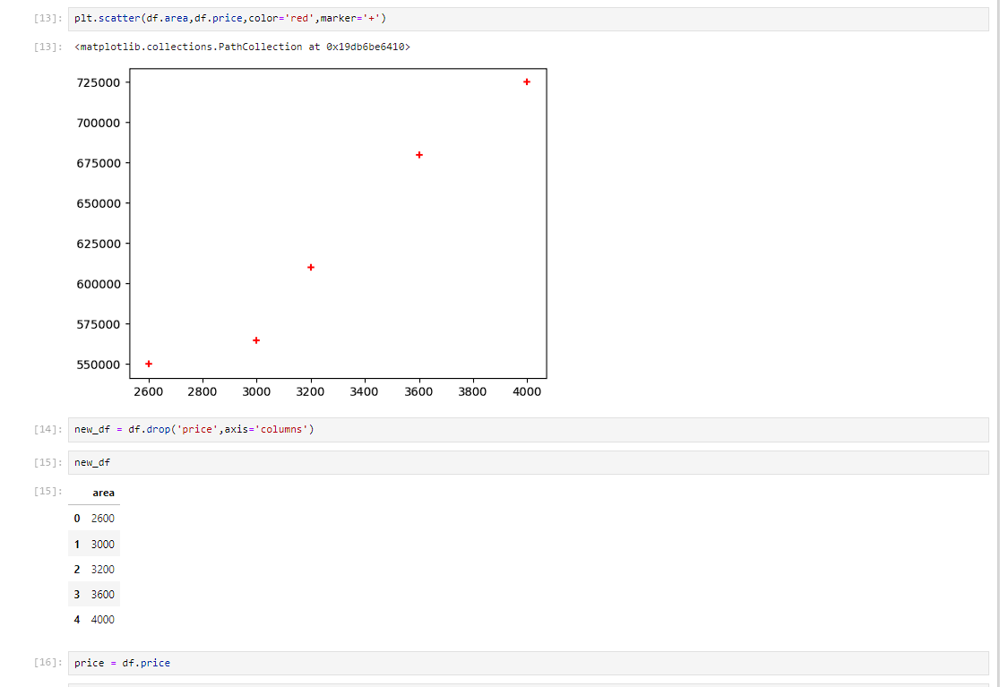 [13]: plt.scatter(df.area,df.price,color='red',marker='+')
[13]: <matplotlib.collections.PathCollection at 0x19db6be6410>
725000
700000
675000
650000
625000
600000
575000
550000
2600 2800 3000 3200 3400 3600 3800 4000
[14]: new_df = df.drop('price',axis='columns')
[15]: new_df
[15]: area
0 2600
1 3000
2 3200
3 3600
4 4000
[16]: price = df.price